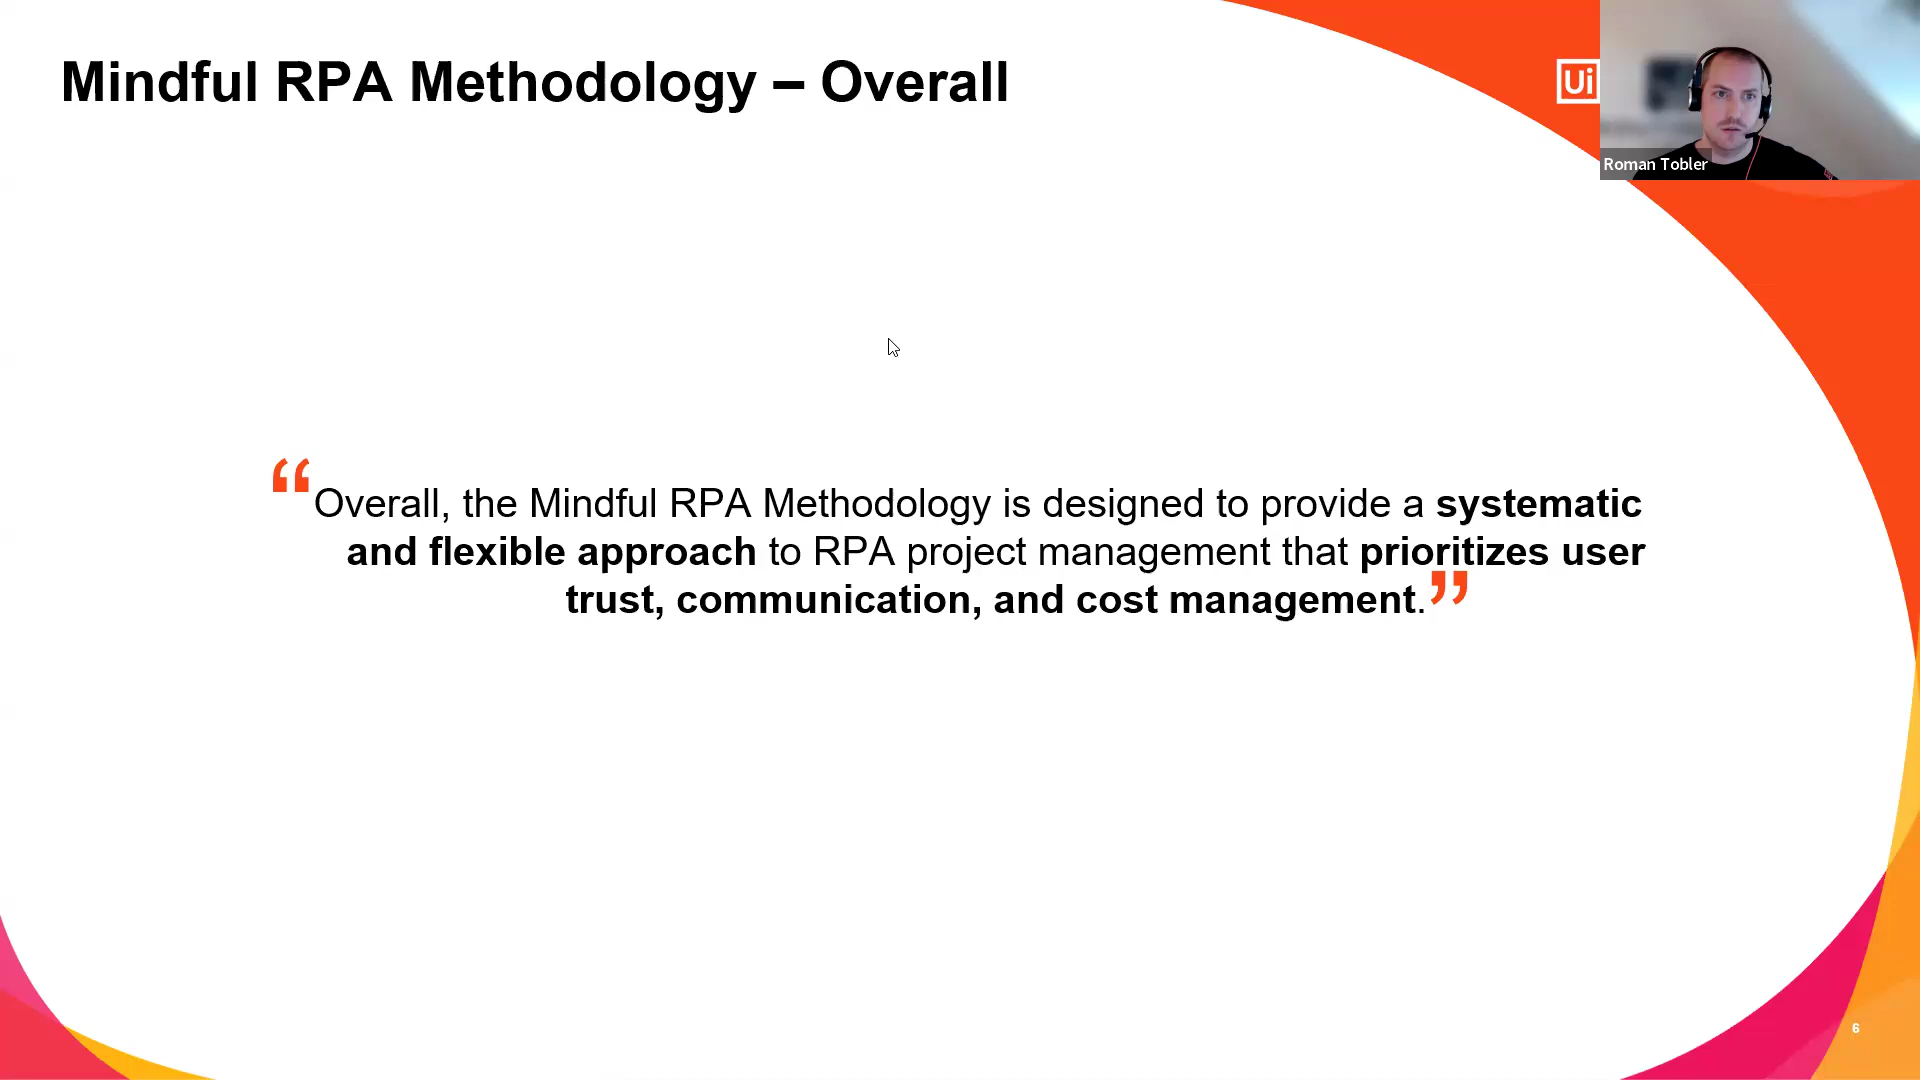 Mindful RPA Methodology – Overall
Ui
Roman Tobler
“Overall, the Mindful RPA Methodology is designed to provide a systematic
and flexible approach to RPA project management that prioritizes user
trust, communication, and cost management.”
6